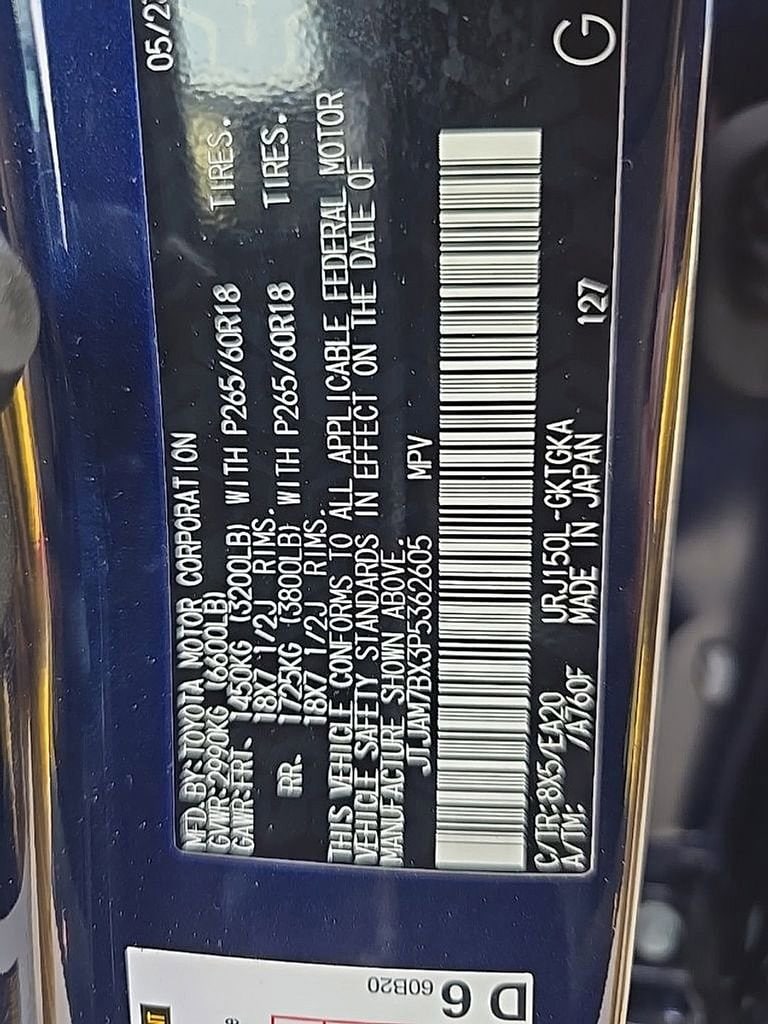 MFD.BY:TOYOTA MOTOR CORPORATION 05/2
GVWR:2990KG (6600LB)
GAWR:FRT. 1450KG (3200LB) WITH P265/60R18 TIRES.
18X7 1/2J RIMS.
RR. 1725KG (3800LB) WITH P265/60R18 TIRES.
18X7 1/2J RIMS.
THIS VEHICLE CONFORMS TO ALL APPLICABLE FEDERAL MOTOR
VEHICLE SAFETY STANDARDS IN EFFECT ON THE DATE OF
MANUFACTURE SHOWN ABOVE.
JTJJAM7BX3P5362605 MPV
C/TR:8X5/EA20 URJ150L-GKTGKA
A/TM: /A760F MADE IN JAPAN 127 G
D 6
60B20